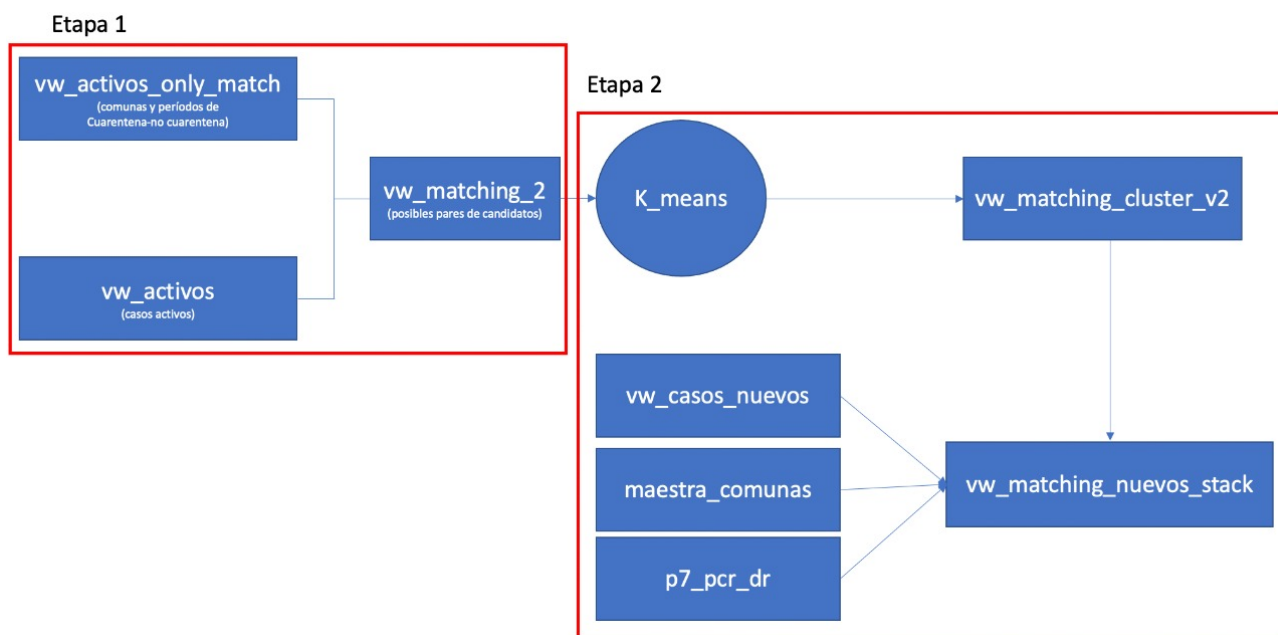 Etapa 1
vw_activos_only_match
(comunas y períodos de
Cuarentena-no cuarentena)
vw_matching_2
(posibles pares de candidatos)
vw_activos
(casos activos)
Etapa 2
K_means
vw_matching_cluster_v2
vw_casos_nuevos
maestra_comunas
p7_pcr_dr
vw_matching_nuevos_stack